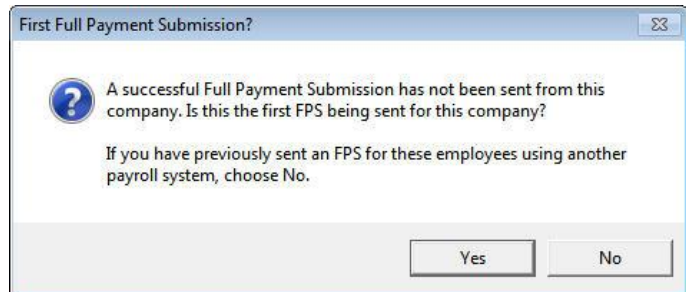 First Full Payment Submission?
A successful Full Payment Submission has not been sent from this
company. Is this the first FPS being sent for this company?
If you have previously sent an FPS for these employees using another
payroll system, choose No.
Yes
No